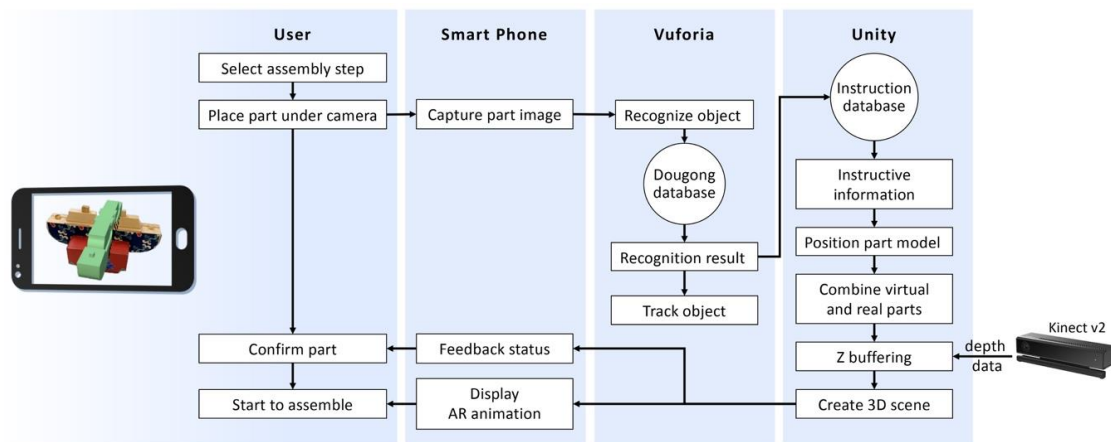 User
Smart Phone
Vuforia
Unity
Select assembly step
Place part under camera
Capture part image
Recognize object
Instruction
database
Dougong
database
Instructive
information
Recognition result
Position part model
Track object
Combine virtual
and real parts
Kinect v2
Confirm part
Feedback status
Z buffering
depth
data
Start to assemble
Display
AR animation
Create 3D scene